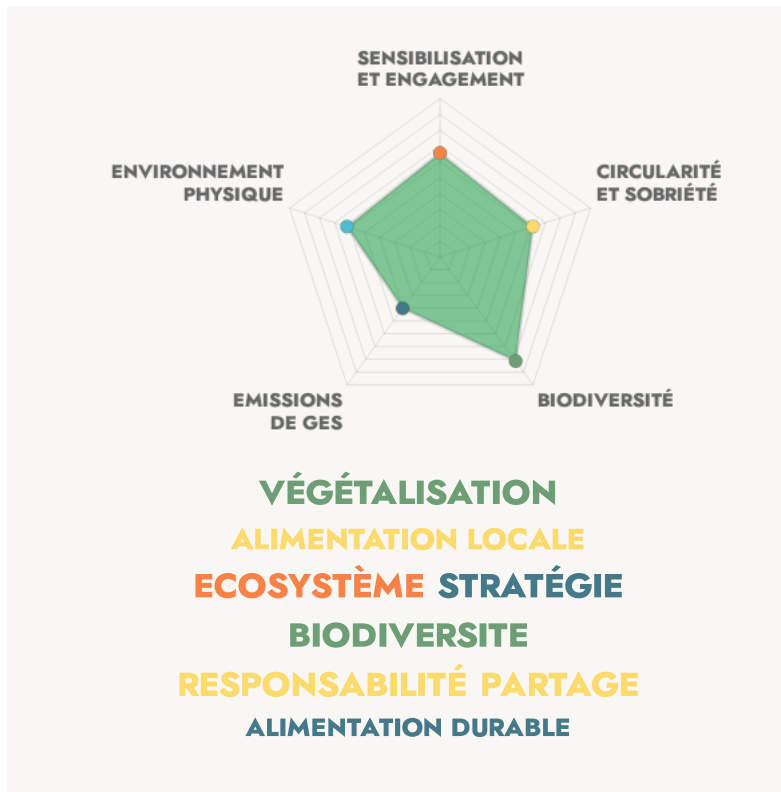 SENSIBILISATION
ET ENGAGEMENT
ENVIRONNEMENT
PHYSIQUE
CIRCULARITÉ
ET SOBRIÉTÉ
EMISSIONS
DE GES
BIODIVERSITÉ
VÉGÉTALISATION
ALIMENTATION LOCALE
ECOSYSTÈME STRATÉGIE
BIODIVERSITE
RESPONSABILITÉ PARTAGE
ALIMENTATION DURABLE